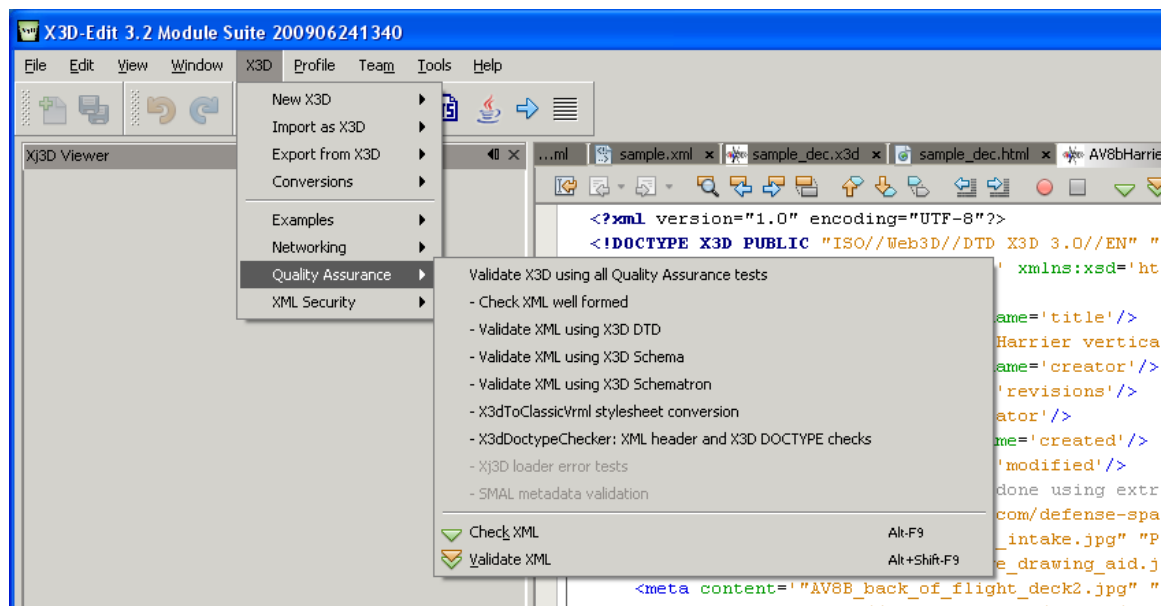 X3D-Edit 3.2 Module Suite 200906241340
File Edit View Window X3D Profile Team Tools Help
New X3D
Import as X3D
Export from X3D
Conversions
Examples
Networking
Quality Assurance
XML Security
Xj3D Viewer
...ml sample.xml sample_dec.x3d sample_dec.html AV8bHarrie
<?xml version="1.0" encoding="UTF-8"?>
<!DOCTYPE X3D PUBLIC "ISO//Web3D//DTD X3D 3.0//EN" "
' xmlns:xsd='ht
ame='title'/>
Harrier vertica
ame='creator'/>
'revisions'/>
ator'/>
me='created'/>
'modified'/>
done using extr
com/defense-spa
_intake.jpg" "P
e_drawing_aid.j
<meta content='"AV8B_back_of_flight_deck2.jpg" "
Validate X3D using all Quality Assurance tests
- Check XML well formed
- Validate XML using X3D DTD
- Validate XML using X3D Schema
- Validate XML using X3D Schematron
- X3dToClassicVrml stylesheet conversion
- X3dDoctypeChecker: XML header and X3D DOCTYPE checks
- Xj3D loader error tests
- SMAL metadata validation
Check XML Alt-F9
Validate XML Alt+Shift-F9